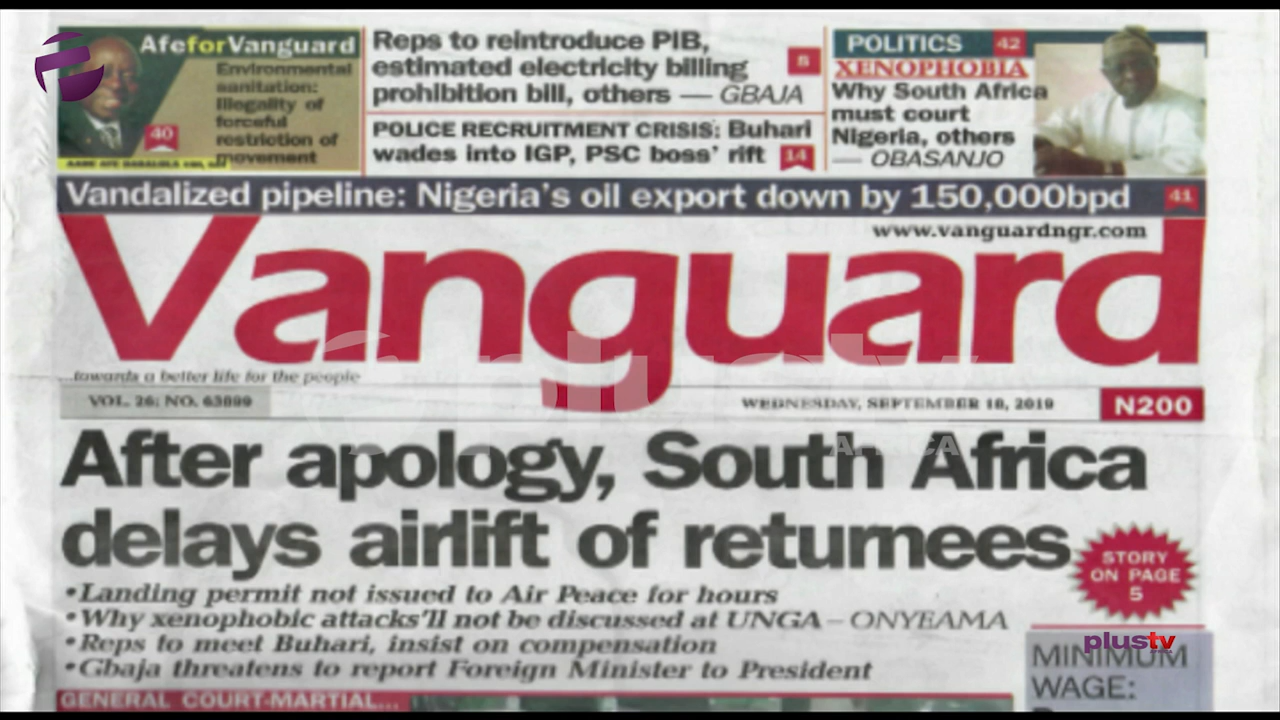 AfeforVanguard
Environmental
sanitation:
Illegality of
forceful
restriction of
movement
40
Reps to reintroduce PIB,
estimated electricity billing
prohibition bill, others — GBAJA
8
POLICE RECRUITMENT CRISIS: Buhari
wades into IGP, PSC boss' rift 14
POLITICS 42
XENOPHOBIA
Why South Africa
must court
Nigeria, others
— OBASANJO
Vandalized pipeline: Nigeria's oil export down by 150,000bpd 41
www.vanguardngr.com
Vanguard
...towards a better life for the people
VOL. 26: NO. 63899
WEDNESDAY, SEPTEMBER 18, 2019
N200
After apology, South Africa
delays airlift of returnees
STORY
ON PAGE
5
•Landing permit not issued to Air Peace for hours
•Why xenophobic attacks'll not be discussed at UNGA – ONYEAMA
•Reps to meet Buhari, insist on compensation
•Gbaja threatens to report Foreign Minister to President
GENERAL COURT-MARTIAL...
MINIMUM
WAGE:
plustv
AFRICA
plustv